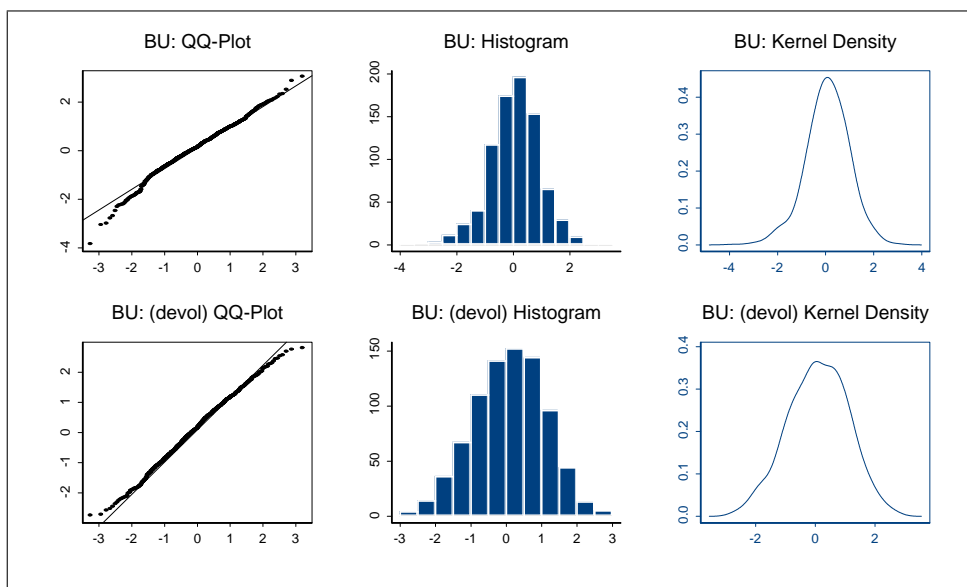 BU: QQ-Plot
2
0
-2
-4
-3 -2 -1 0 1 2 3
BU: Histogram
200
150
100
50
0
-4 -2 0 2
BU: Kernel Density
0.4
0.3
0.2
0.1
0.0
-4 -2 0 2 4
BU: (devol) QQ-Plot
2
1
0
-1
-2
-3 -2 -1 0 1 2 3
BU: (devol) Histogram
150
100
50
0
-3 -2 -1 0 1 2 3
BU: (devol) Kernel Density
0.4
0.3
0.2
0.1
0.0
-2 0 2